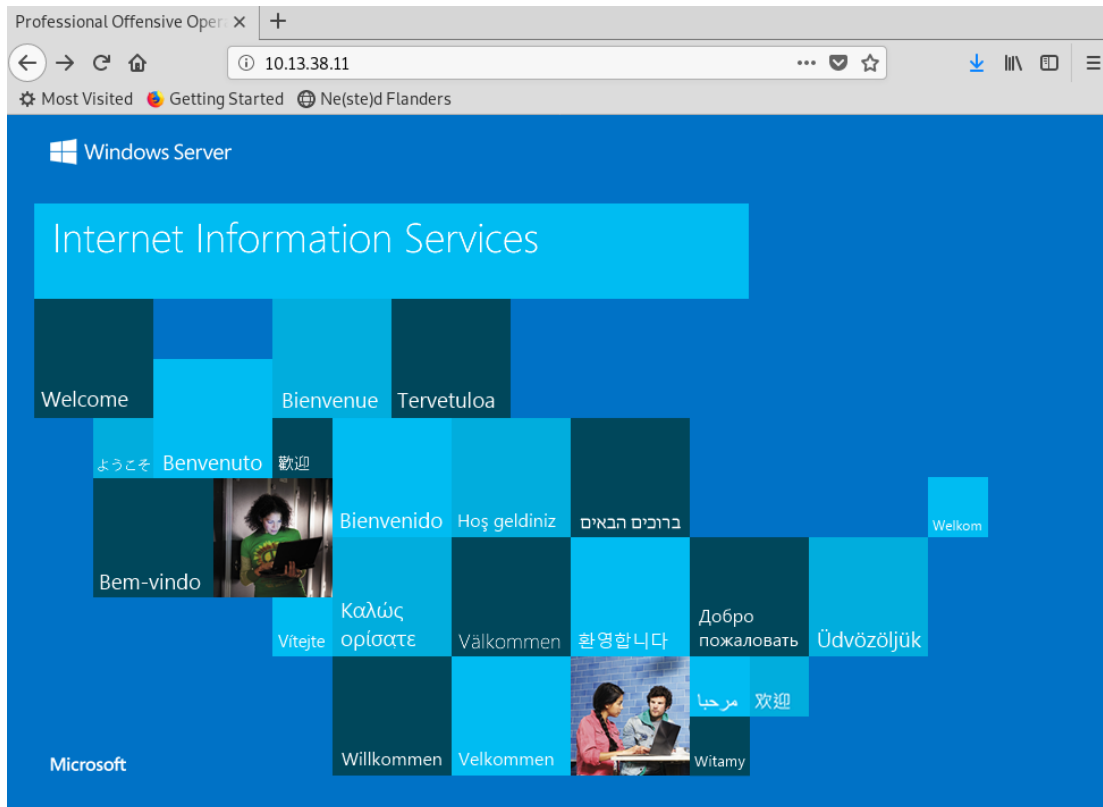 Professional Offensive Oper
10.13.38.11
Most Visited Getting Started Ne(ste)d Flanders
Windows Server
Internet Information Services
Welcome
Bienvenue
Tervetuloa
ようこそ
Benvenuto
歡迎
Bienvenido
Hoş geldiniz
ברוכים הבאים
Welkom
Bem-vindo
Vítejte
Καλώς
ορίσατε
Välkommen
환영합니다
Добро
пожаловать
Üdvözöljük
مرحبا
欢迎
Microsoft
Willkommen
Velkommen
Witamy